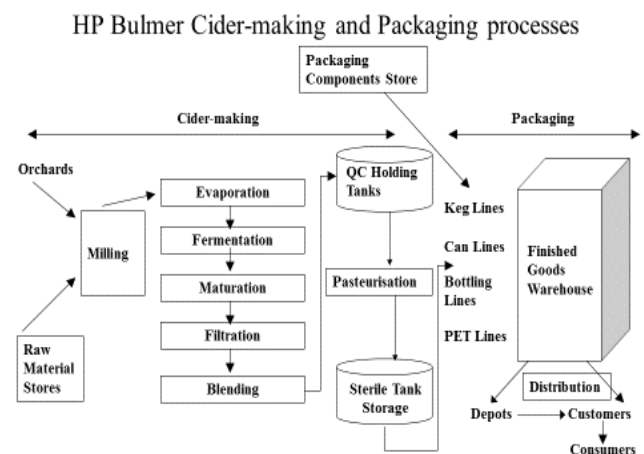 HP Bulmer Cider-making and Packaging processes
Packaging
Components Store
Cider-making
Packaging
Orchards
Milling
Raw
Material
Stores
Evaporation
Fermentation
Maturation
Filtration
Blending
QC Holding
Tanks
Pasteurisation
Sterile Tank
Storage
Keg Lines
Can Lines
Bottling
Lines
PET Lines
Finished
Goods
Warehouse
Distribution
Depots
Customers
Consumers